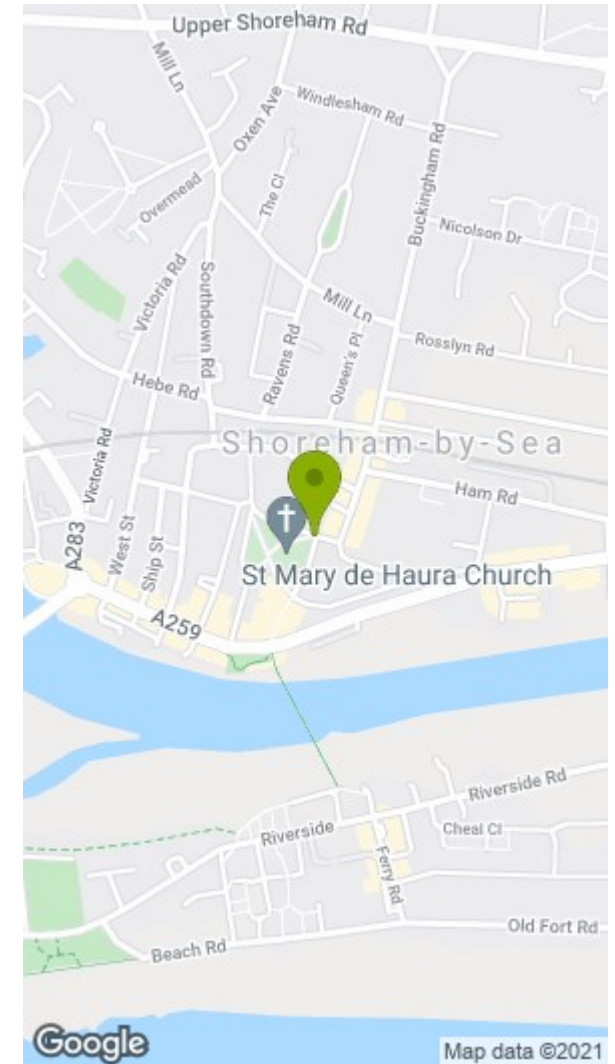 Upper Shoreham Rd
Mill Ln
Oxen Ave
Windlesham Rd
Buckingham Rd
Overmead
The Cl
Nicolson Dr
Victoria Rd
Southdown Rd
Mill Ln
Ravens Rd
Queen's Pl
Rosslyn Rd
Hebe Rd
Shoreham-by-Sea
Victoria Rd
Ham Rd
A283
West St
Ship St
St Mary de Haura Church
A259
Riverside Rd
Riverside
Cheal Cl
Ferry Rd
Old Fort Rd
Beach Rd
Google
Map data ©2021